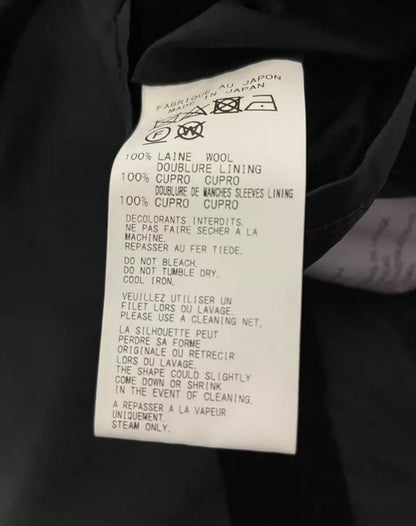 FABRIQUE AU JAPON
MADE IN JAPAN
F W
100% LAINE WOOL
DOUBLURE LINING
100% CUPRO CUPRO
DOUBLURE DE MANCHES SLEEVES LINING
100% CUPRO CUPRO
DECOLORANTS INTERDITS.
NE PAS FAIRE SECHER A LA
MACHINE.
REPASSER AU FER TIEDE.
DO NOT BLEACH.
DO NOT TUMBLE DRY.
COOL IRON.
VEUILLEZ UTILISER UN
FILET LORS DU LAVAGE.
PLEASE USE A CLEANING NET.
LA SILHOUETTE PEUT
PERDRE SA FORME
ORIGINALE OU RETRECIR
LORS DU LAVAGE.
THE SHAPE COULD SLIGHTLY
COME DOWN OR SHRINK
IN THE EVENT OF CLEANING.
A REPASSER A LA VAPEUR
UNIQUEMENT.
STEAM ONLY.